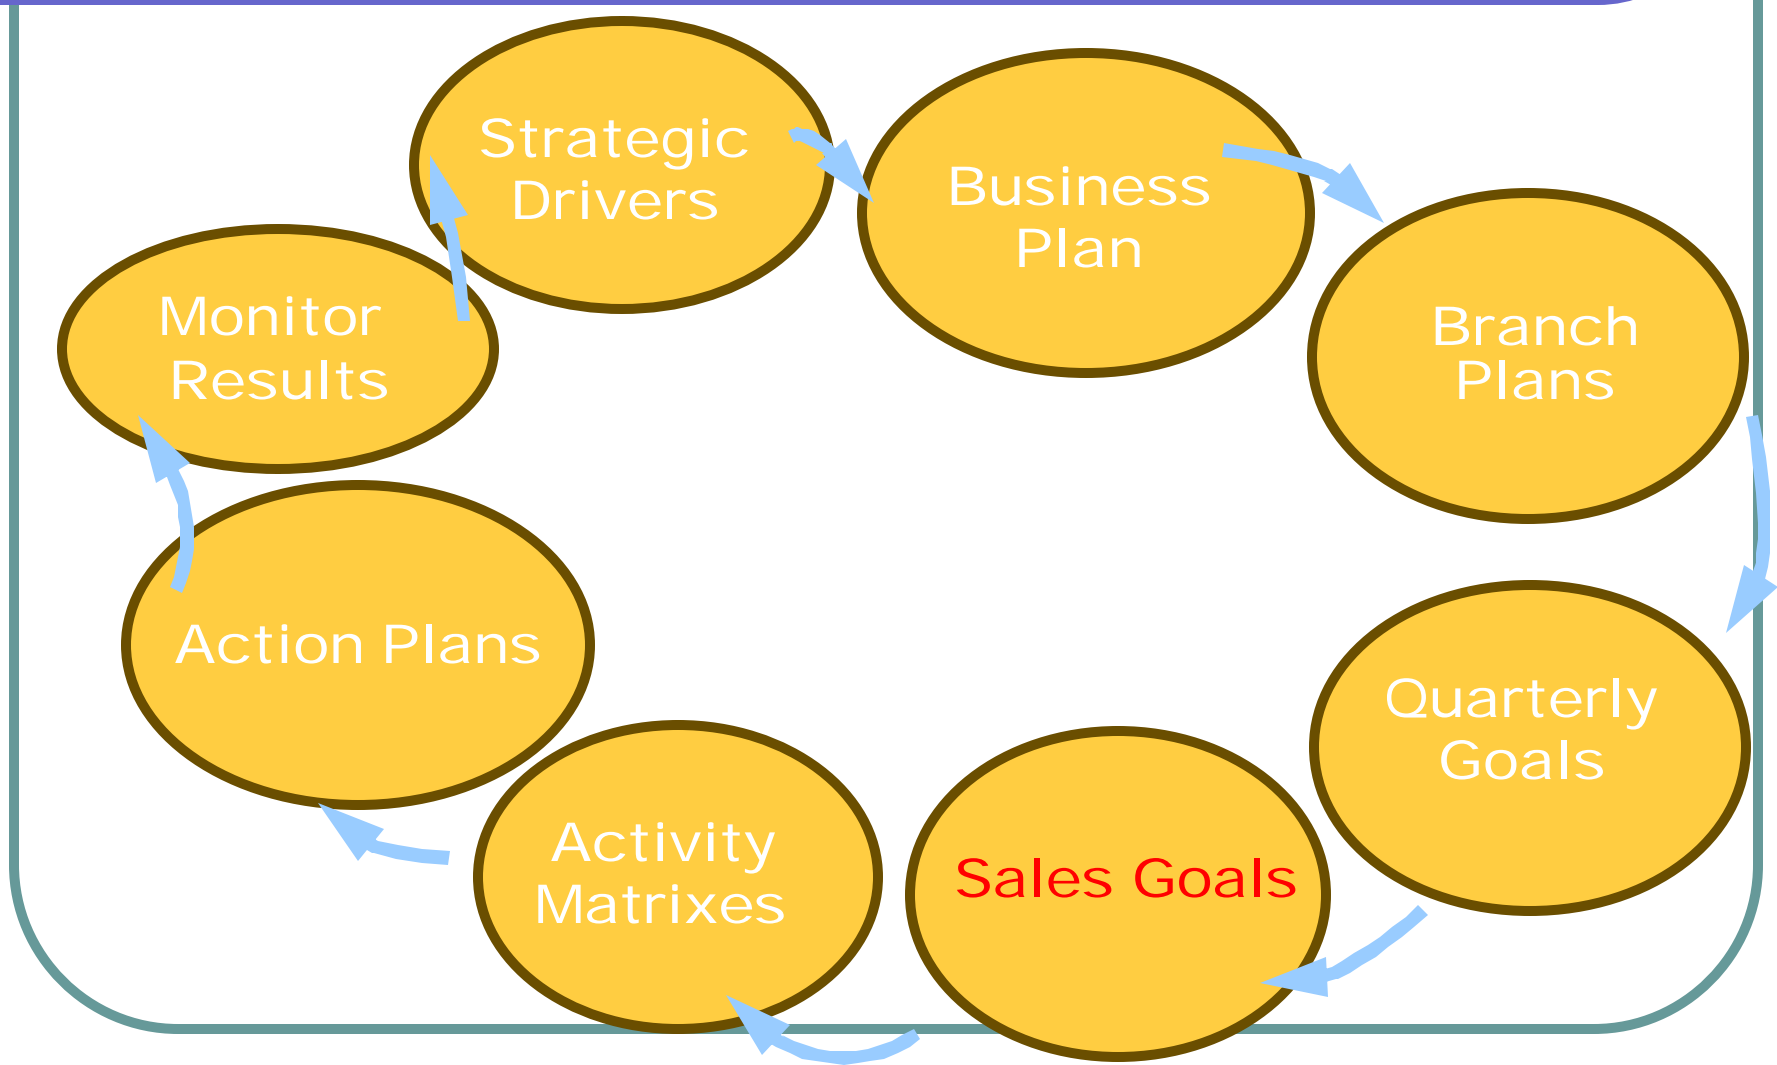 Strategic
Drivers
Business
Plan
Branch
Plans
Quarterly
Goals
Sales Goals
Activity
Matrixes
Action Plans
Monitor
Results